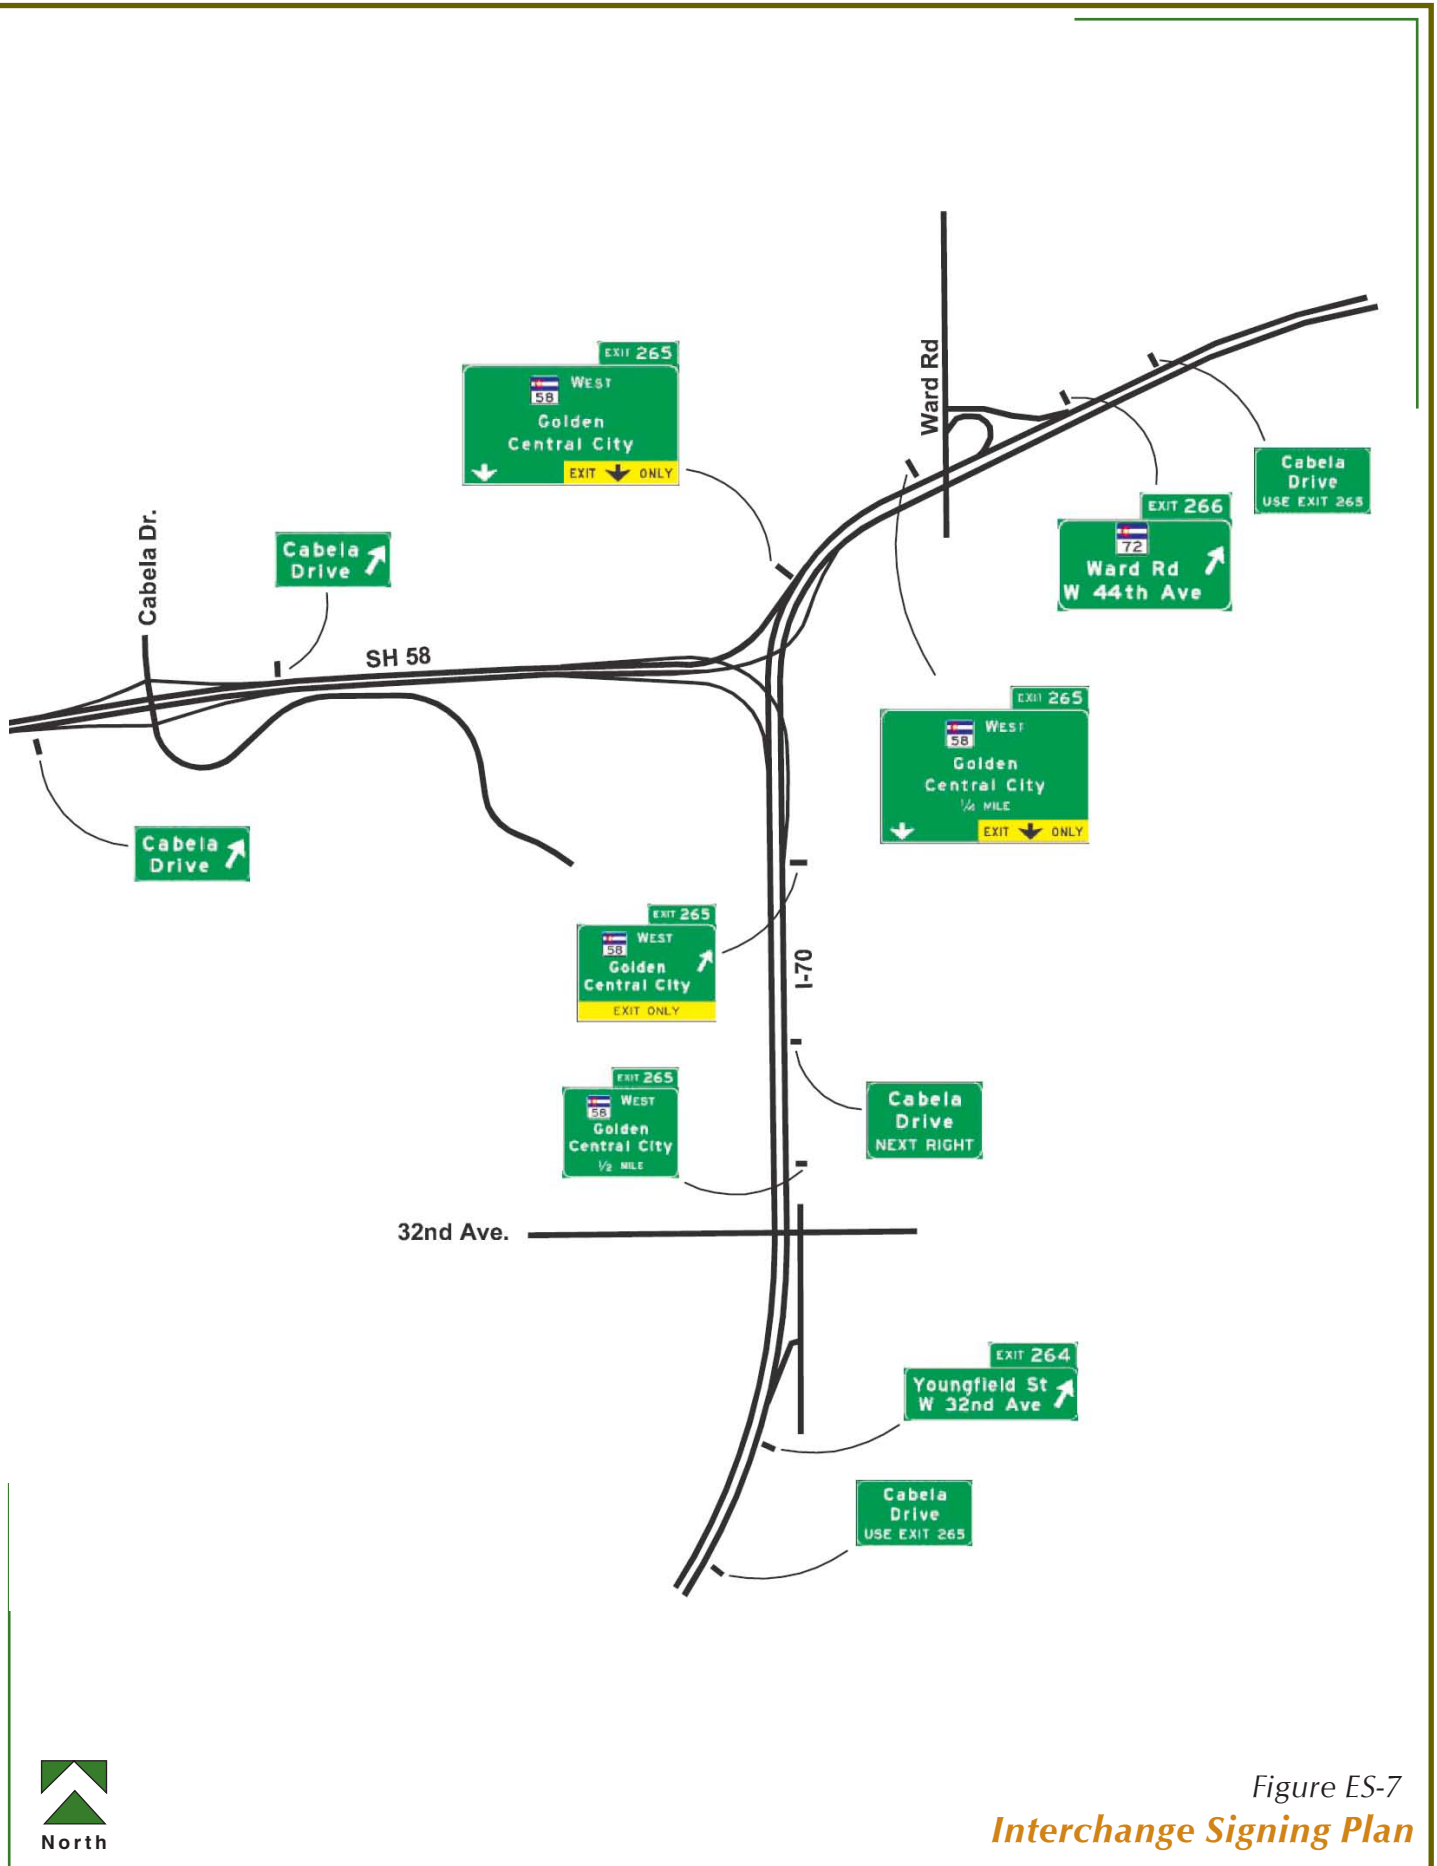 Ward Rd
EXIT 265
58 WEST
Golden
Central City
EXIT ONLY
Cabela
Drive
USE EXIT 265
EXIT 266
72
Ward Rd
W 44th Ave
Cabela Dr.
Cabela
Drive
SH 58
EXIT 265
58 WEST
Golden
Central City
1/4 MILE
EXIT ONLY
Cabela
Drive
EXIT 265
58 WEST
Golden
Central City
EXIT ONLY
I-70
EXIT 265
58 WEST
Golden
Central City
1/2 MILE
Cabela
Drive
NEXT RIGHT
32nd Ave.
EXIT 264
Youngfield St
W 32nd Ave
Cabela
Drive
USE EXIT 265
North
Figure ES-7
Interchange Signing Plan